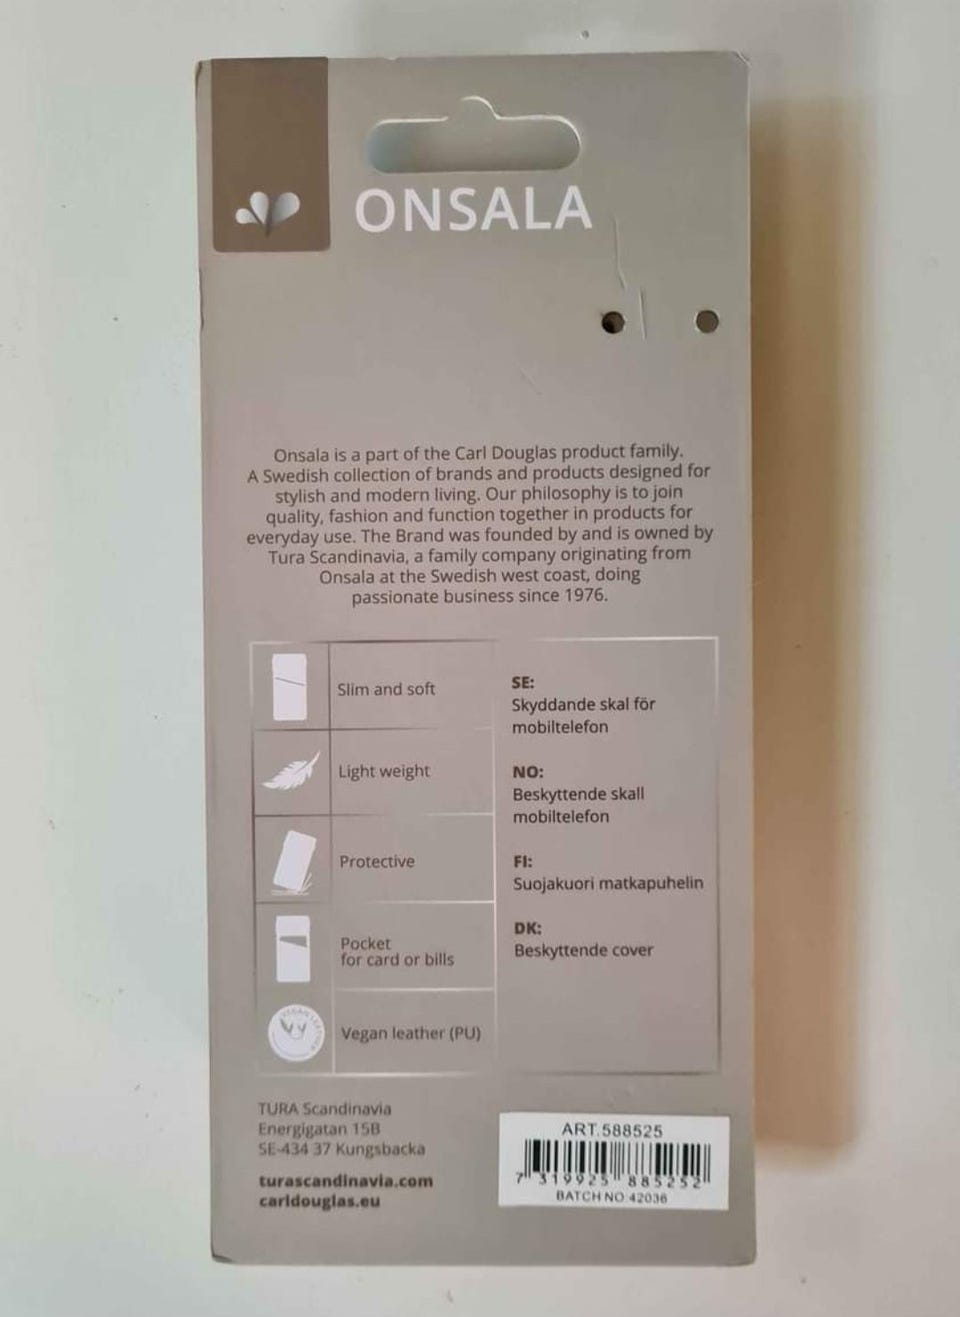 ONSALA
Onsala is a part of the Carl Douglas product family.
A Swedish collection of brands and products designed for
stylish and modern living. Our philosophy is to join
quality, fashion and function together in products for
everyday use. The Brand was founded by and is owned by
Tura Scandinavia, a family company originating from
Onsala at the Swedish west coast, doing
passionate business since 1976.
Slim and soft
Light weight
Protective
Pocket
for card or bills
VEGAN LEATHER
Vegan leather (PU)
SE:
Skyddande skal för
mobiltelefon
NO:
Beskyttende skall
mobiltelefon
FI:
Suojakuori matkapuhelin
DK:
Beskyttende cover
TURA Scandinavia
Energigatan 15B
SE-434 37 Kungsbacka
turascandinavia.com
carldouglas.eu
ART.588525
7 319925 885252
BATCH NO 42036